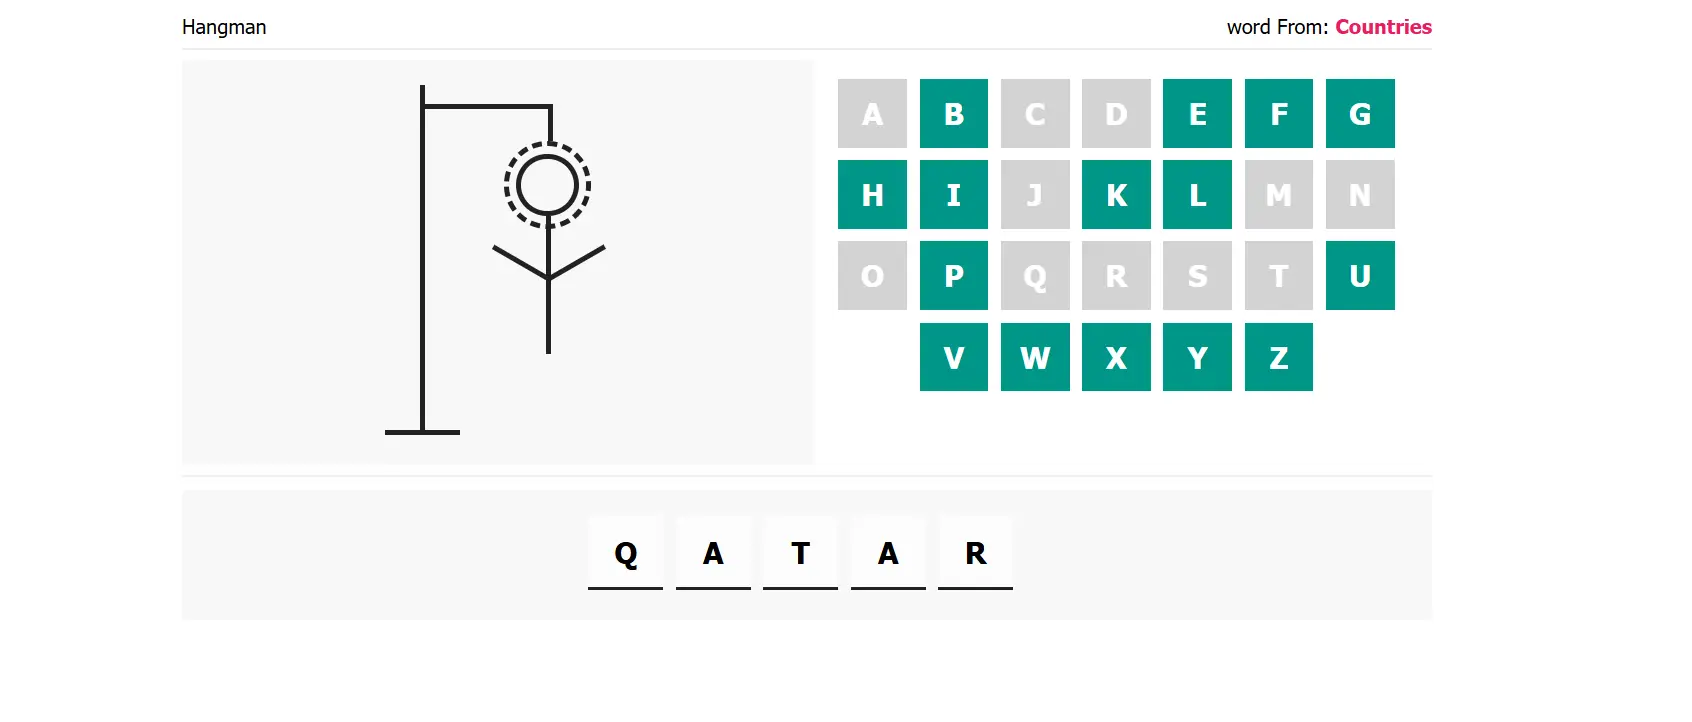 Hangman
word From: Countries
A B C D E F G
H I J K L M N
O P Q R S T U
V W X Y Z
Q A T A R